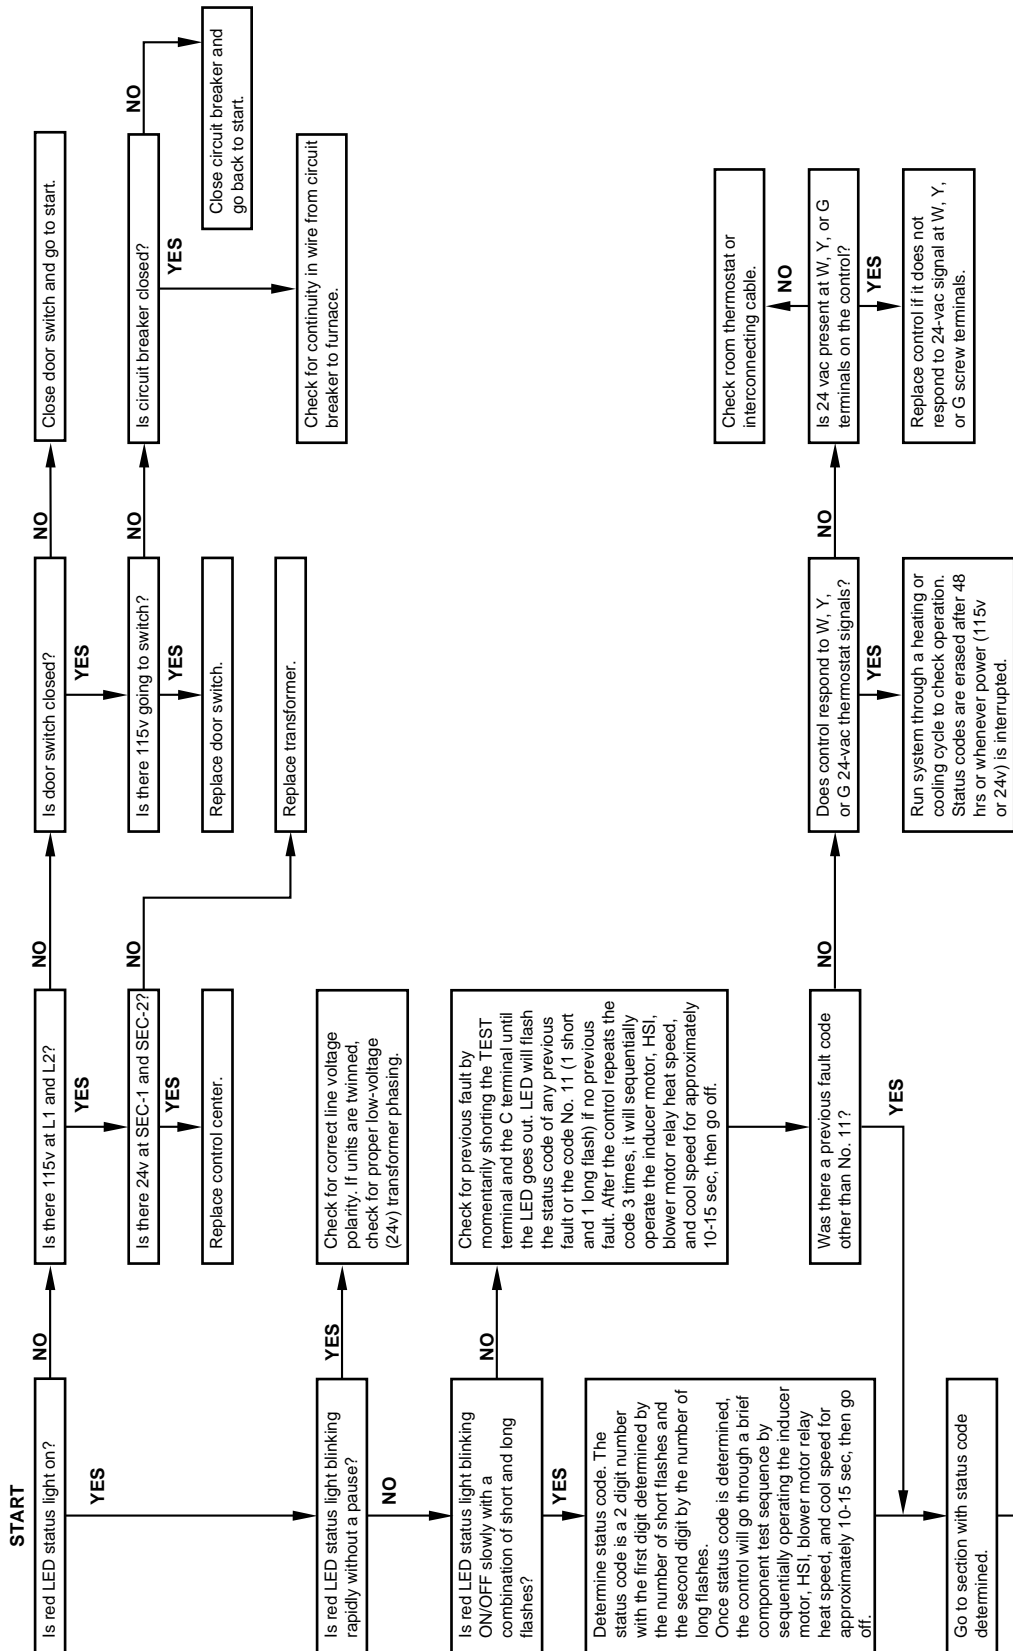 START
Is red LED status light on?
NO
YES
Is there 115v at L1 and L2?
NO
YES
Is door switch closed?
NO
YES
Close door switch and go to start.
Is there 24v at SEC-1 and SEC-2?
NO
YES
Is there 115v going to switch?
NO
YES
Is circuit breaker closed?
NO
YES
Close circuit breaker and
go back to start.
Replace control center.
Replace door switch.
Replace transformer.
Check for continuity in wire from circuit
breaker to furnace.
Is red LED status light blinking
rapidly without a pause?
YES
NO
Check for correct line voltage
polarity. If units are twinned,
check for proper low-voltage
(24v) transformer phasing.
Is red LED status light blinking
ON/OFF slowly with a
combination of short and long
flashes?
NO
YES
Check for previous fault by
momentarily shorting the TEST
terminal and the C terminal until
the LED goes out. LED will flash
the status code of any previous
fault or the code No. 11 (1 short
and 1 long flash) if no previous
fault. After the control repeats the
code 3 times, it will sequentially
operate the inducer motor, HSI,
blower motor relay heat speed,
and cool speed for approximately
10-15 sec, then go off.
Determine status code. The
status code is a 2 digit number
with the first digit determined by
the number of short flashes and
the second digit by the number of
long flashes.
Once status code is determined,
the control will go through a brief
component test sequence by
sequentially operating the inducer
motor, HSI, blower motor relay
heat speed, and cool speed for
approximately 10-15 sec, then go
off.
Was there a previous fault code
other than No. 11?
NO
YES
Does control respond to W, Y,
or G 24-vac thermostat signals?
NO
YES
Is 24 vac present at W, Y, or G
terminals on the control?
NO
YES
Check room thermostat or
interconnecting cable.
Run system through a heating or
cooling cycle to check operation.
Status codes are erased after 48
hrs or whenever power (115v
or 24v) is interrupted.
Replace control if it does not
respond to 24-vac signal at W, Y,
or G screw terminals.
Go to section with status code
determined.